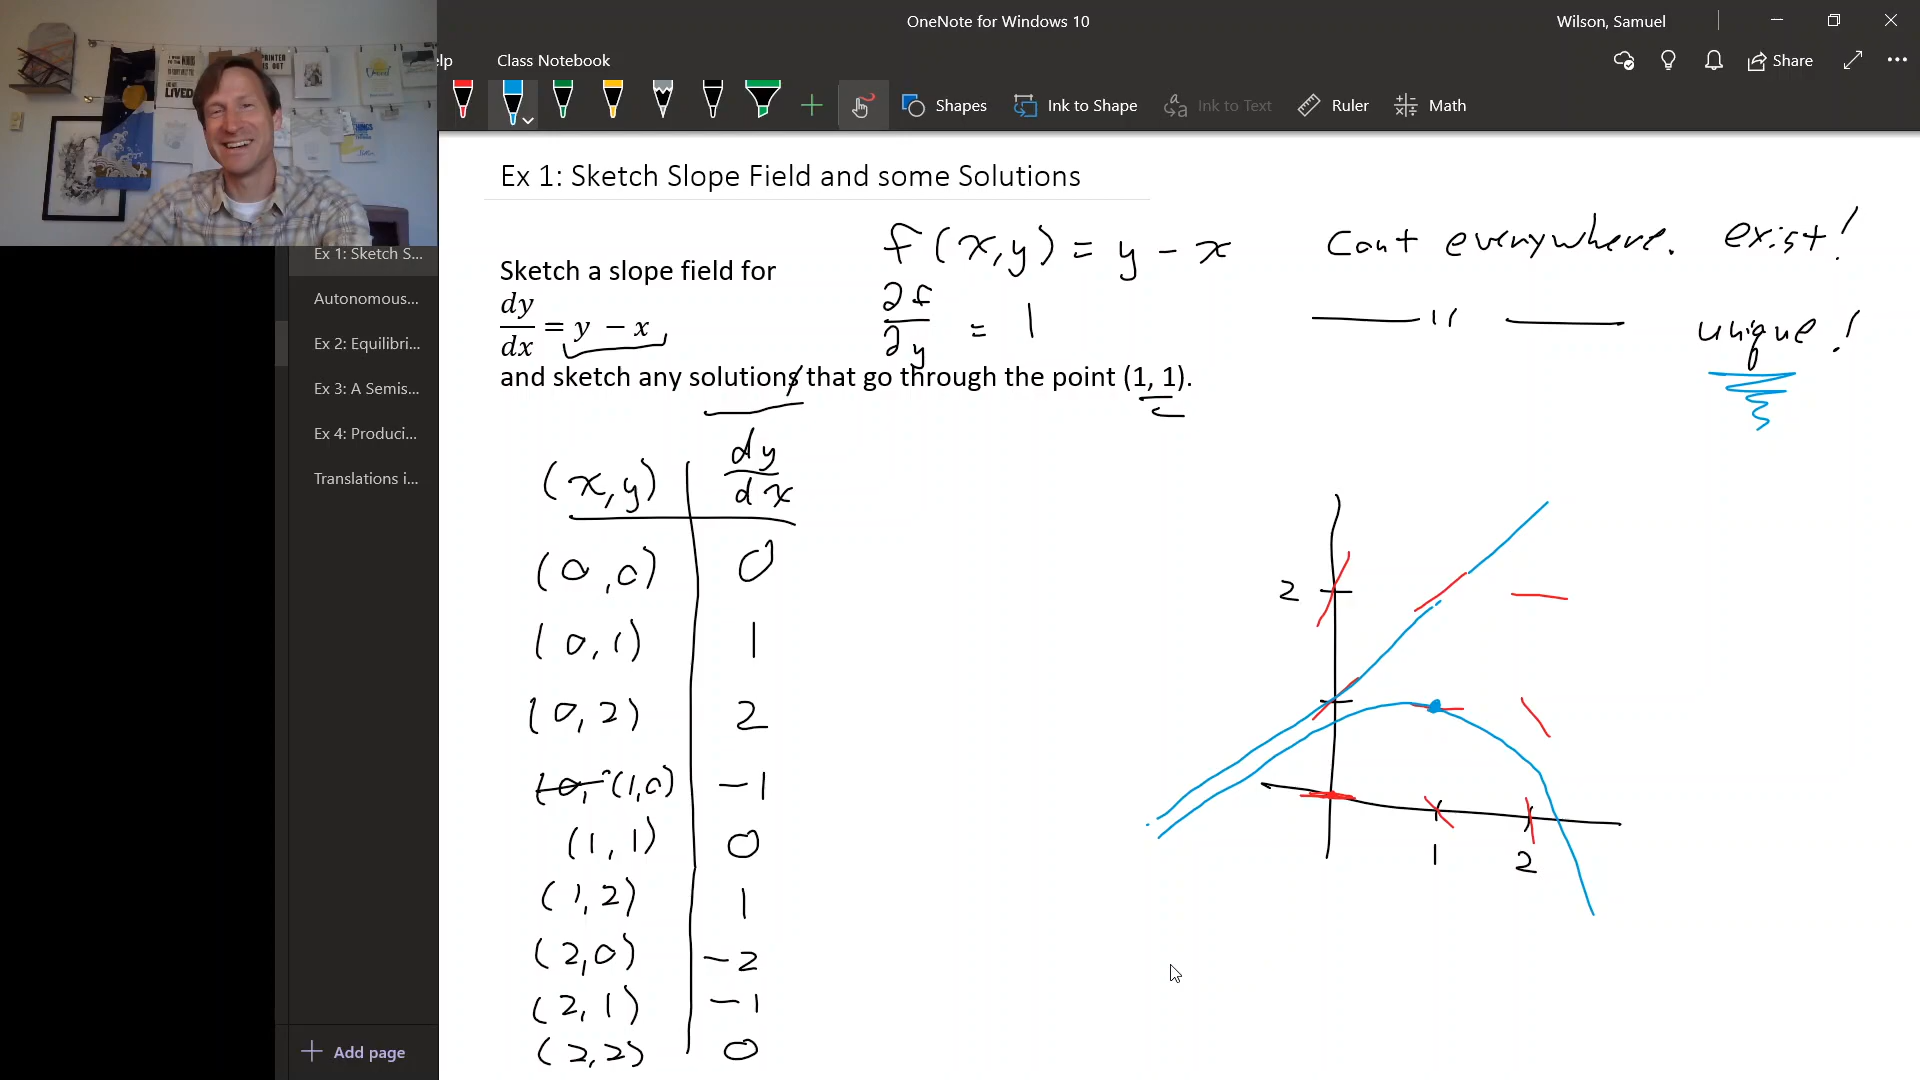 OneNote for Windows 10
Wilson, Samuel
lp
Class Notebook
Share
Shapes
Ink to Shape
Ink to Text
Ruler
Math
LIVED
Ex 1: Sketch S...
Autonomous...
Ex 2: Equilibri...
Ex 3: A Semis...
Ex 4: Produci...
Translations i...
Add page
Ex 1: Sketch Slope Field and some Solutions
Sketch a slope field for
dy/dx = y − x
and sketch any solutions that go through the point (1, 1).
f(x,y) = y − x
∂f/∂y = 1
Cont everywhere. exist!
—— " —— unique!
(x,y) dy/dx
(0,0) 0
(0,1) 1
(0,2) 2
(0, (1,0) −1
(1,1) 0
(1,2) 1
(2,0) −2
(2,1) −1
(2,2) 0
2
1 2